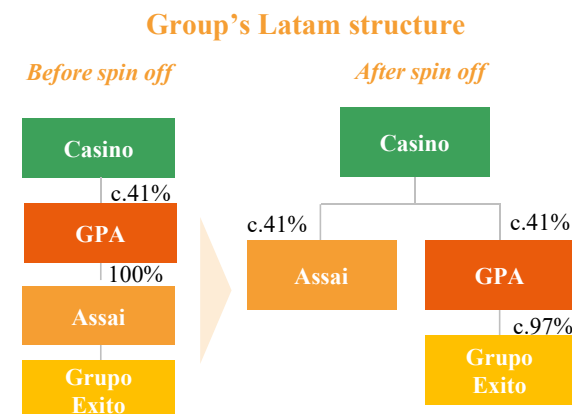 Group's Latam structure
Before spin off
Casino
c.41%
GPA
100%
Assai
Grupo
Exito
After spin off
Casino
c.41%
c.41%
Assai
GPA
c.97%
Grupo
Exito